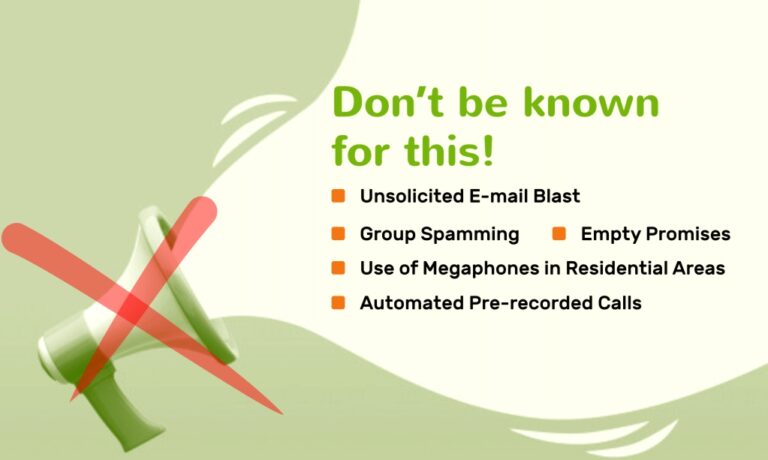 Don't be known
for this!
Unsolicited E-mail Blast
Group Spamming Empty Promises
Use of Megaphones in Residential Areas
Automated Pre-recorded Calls